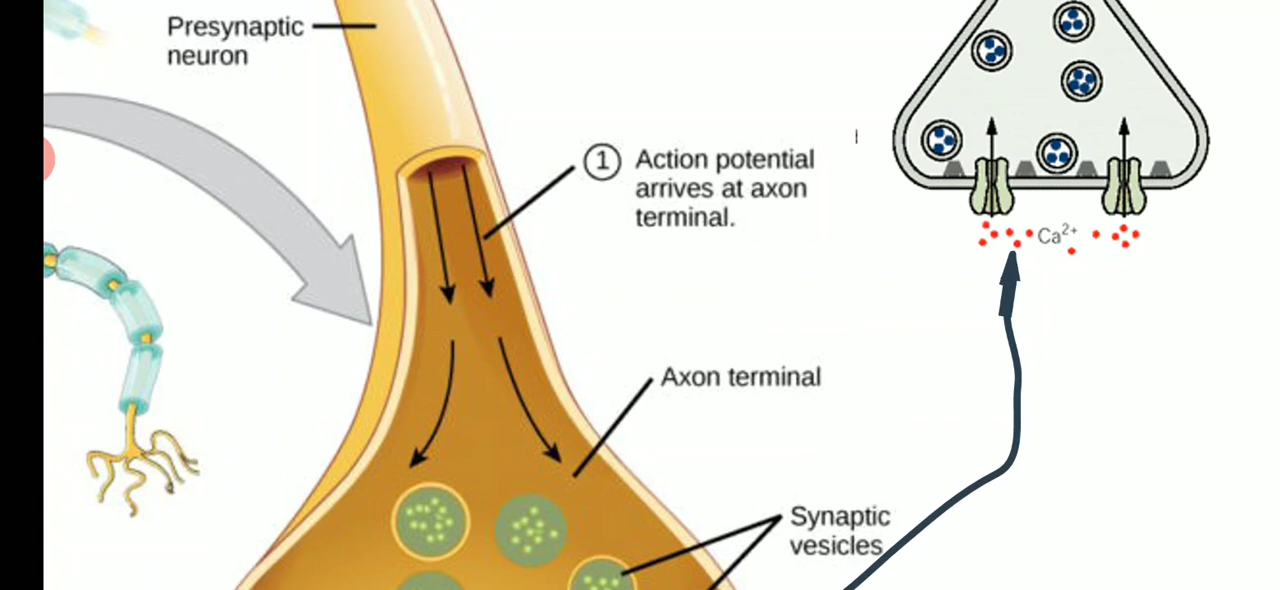 Presynaptic
neuron
1 Action potential
arrives at axon
terminal.
Ca²⁺
Axon terminal
Synaptic
vesicles